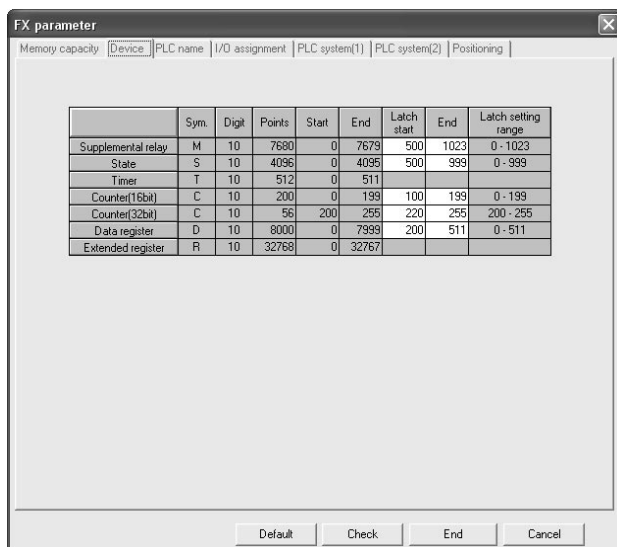 FX parameter
Memory capacity Device PLC name I/O assignment PLC system(1) PLC system(2) Positioning
Sym. Digit Points Start End Latch start End Latch setting range
Supplemental relay M 10 7680 0 7679 500 1023 0 - 1023
State S 10 4096 0 4095 500 999 0 - 999
Timer T 10 512 0 511
Counter(16bit) C 10 200 0 199 100 199 0 - 199
Counter(32bit) C 10 56 200 255 220 255 200 - 255
Data register D 10 8000 0 7999 200 511 0 - 511
Extended register R 10 32768 0 32767
Default Check End Cancel